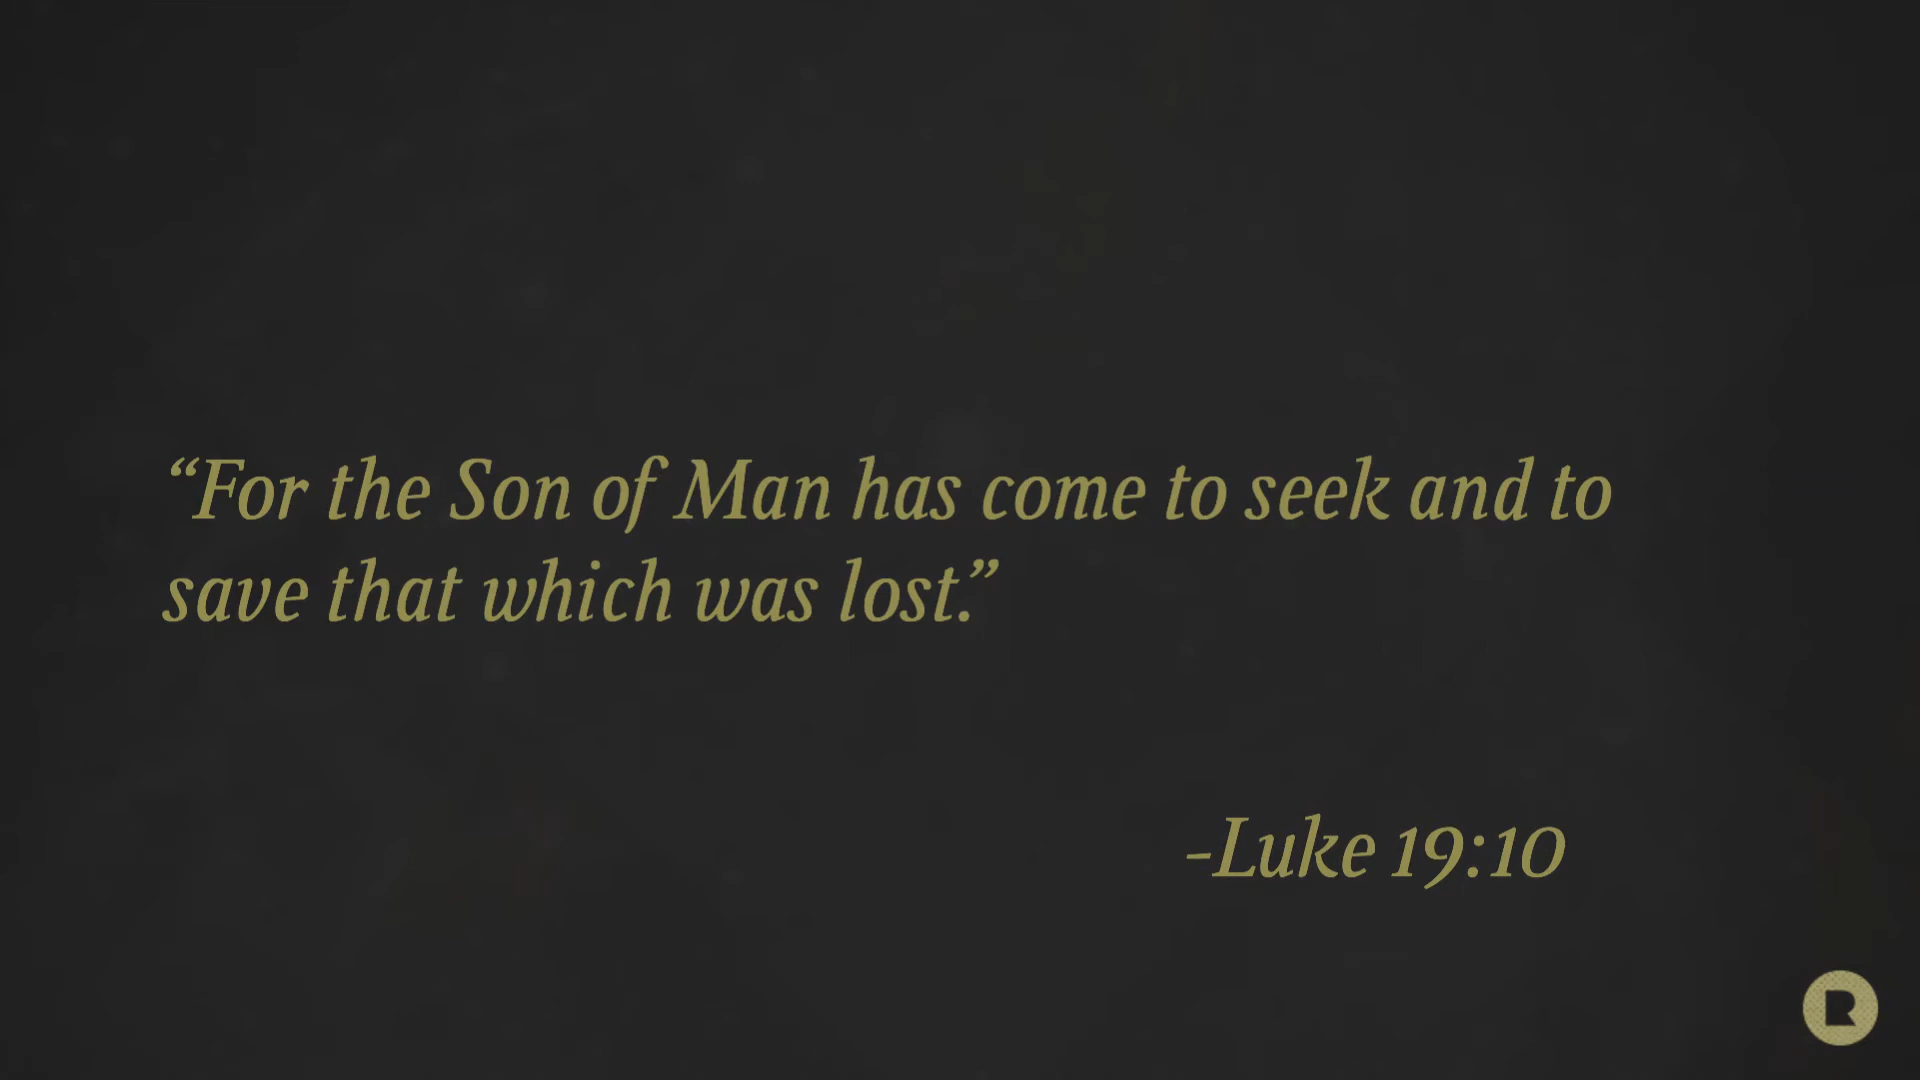 “For the Son of Man has come to seek and to
save that which was lost.”
-Luke 19:10
R